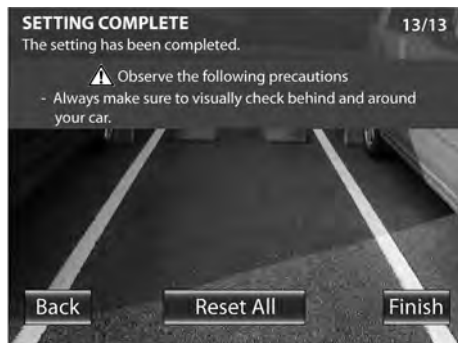 SETTING COMPLETE 13/13
The setting has been completed.
Observe the following precautions
- Always make sure to visually check behind and around
your car.
Back Reset All Finish